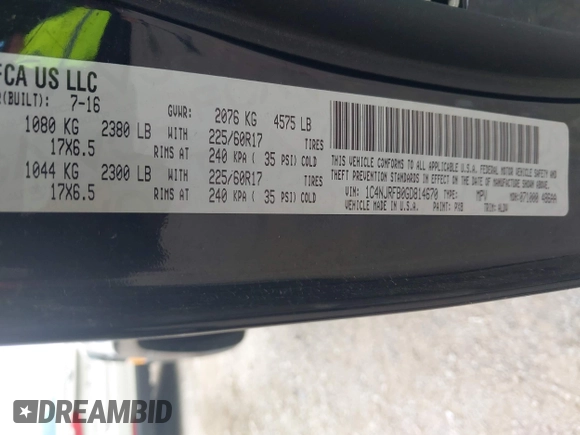 FCA US LLC
(BUILT): 7-16
GVWR: 2076 KG 4575 LB
1080 KG 2380 LB WITH 225/60R17 TIRES
17X6.5 RIMS AT 240 KPA ( 35 PSI) COLD
1044 KG 2300 LB WITH 225/60R17 TIRES
17X6.5 RIMS AT 240 KPA ( 35 PSI) COLD
THIS VEHICLE CONFORMS TO ALL APPLICABLE U.S.A. FEDERAL MOTOR VEHICLE SAFETY AND
THEFT PREVENTION STANDARDS IN EFFECT ON THE DATE OF MANUFACTURE SHOWN ABOVE.
VIN: 1C4NJRFB0GD814670 TYPE: MPV
VEHICLE MADE IN U.S.A. PAINT: PX8 TRIM:
DREAMBID